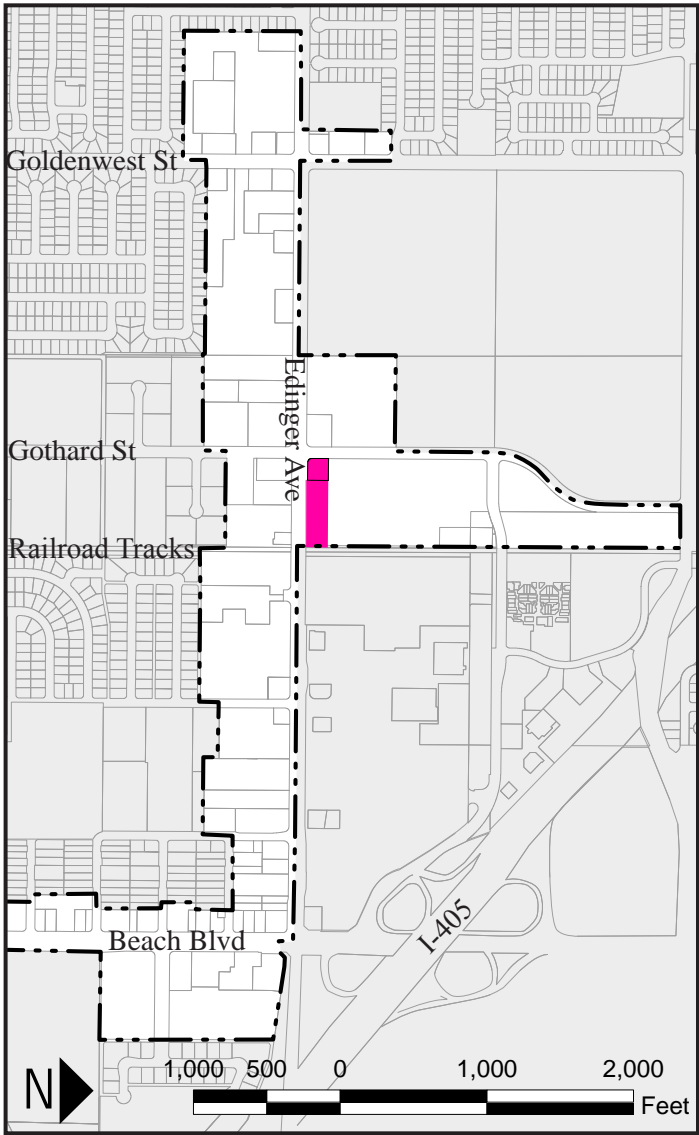 Goldenwest St
Edinger Ave
Gothard St
Railroad Tracks
Beach Blvd
I-405
N
1,000 500 0 1,000 2,000
Feet